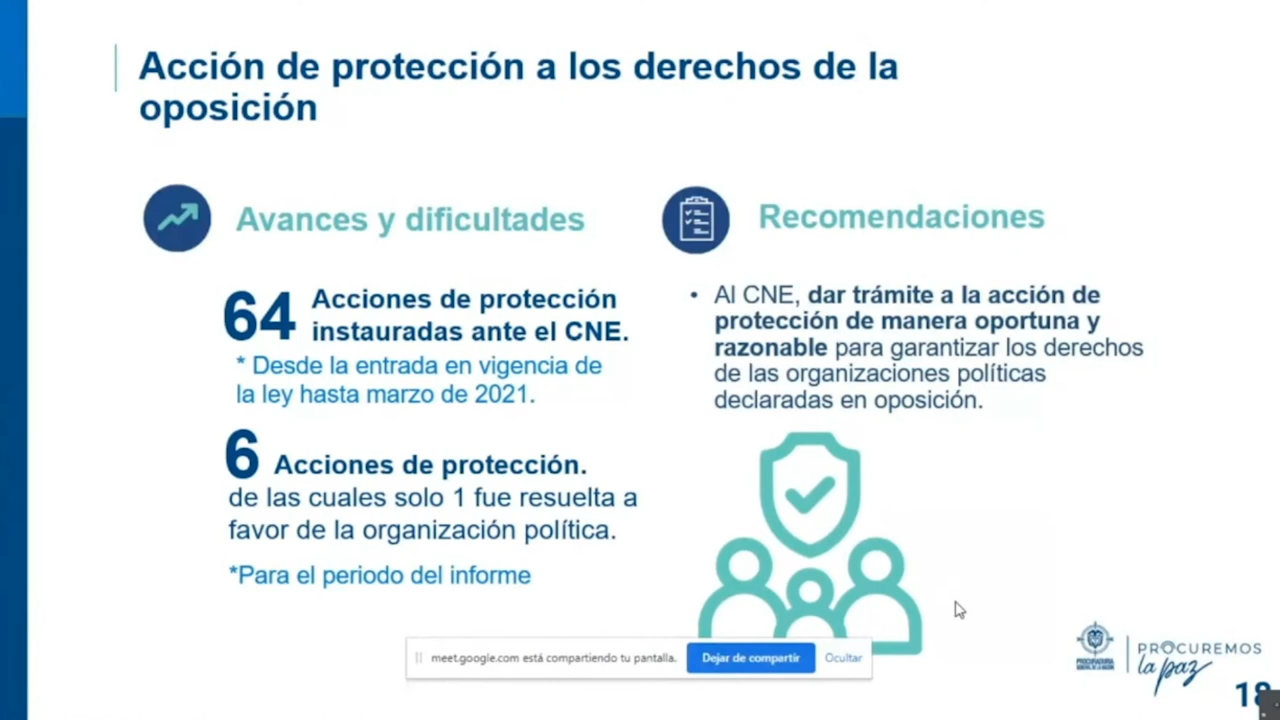 Acción de protección a los derechos de la
oposición
Avances y dificultades
64 Acciones de protección
instauradas ante el CNE.
* Desde la entrada en vigencia de
la ley hasta marzo de 2021.
6 Acciones de protección.
de las cuales solo 1 fue resuelta a
favor de la organización política.
*Para el periodo del informe
Recomendaciones
• Al CNE, dar trámite a la acción de
protección de manera oportuna y
razonable para garantizar los derechos
de las organizaciones políticas
declaradas en oposición.
meet.google.com está compartiendo tu pantalla.
Dejar de compartir
Ocultar
PROCURADURIA
GENERAL DE LA NACION
PROCUREMOS
la paz
18